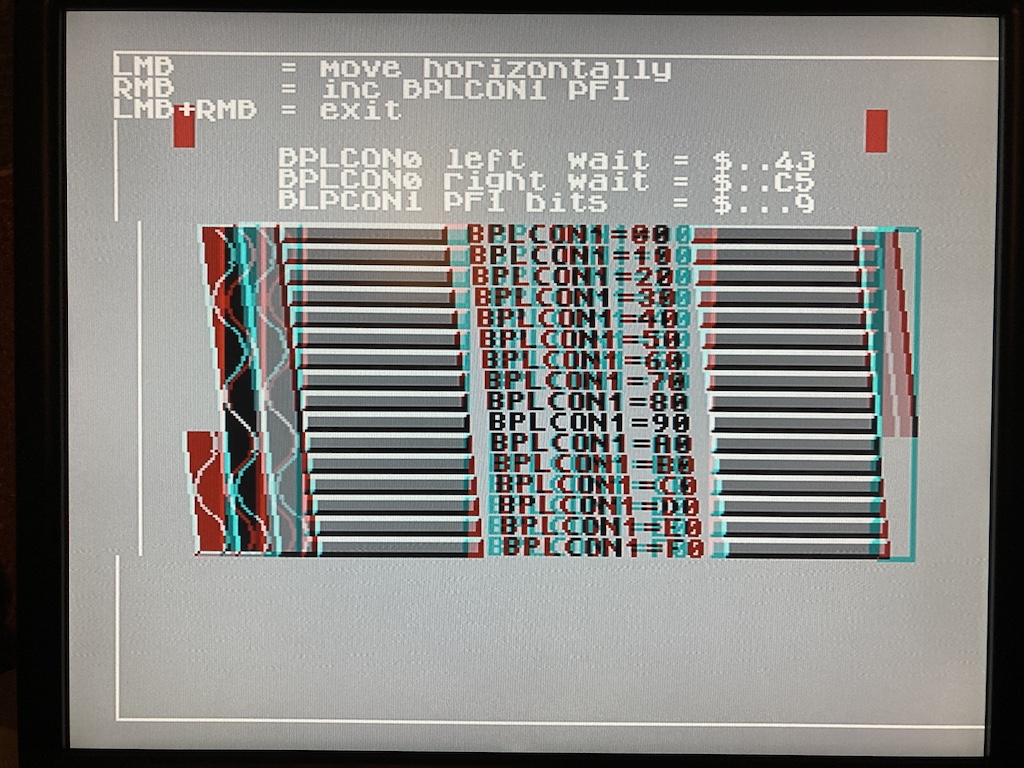 LMB = move horizontally
RMB = inc BPLCON1 PF1
LMB+RMB = exit
BPLCON0 left wait = $..43
BPLCON0 right wait = $..C5
BLPCON1 PF1 bits = $...9
BPLCON1=00
BPLCON1=10
BPLCON1=20
BPLCON1=30
BPLCON1=40
BPLCON1=50
BPLCON1=60
BPLCON1=70
BPLCON1=80
BPLCON1=90
BPLCON1=A0
BPLCON1=B0
BPLCON1=C0
BPLCON1=D0
BPLCON1=E0
BPLCON1=F0